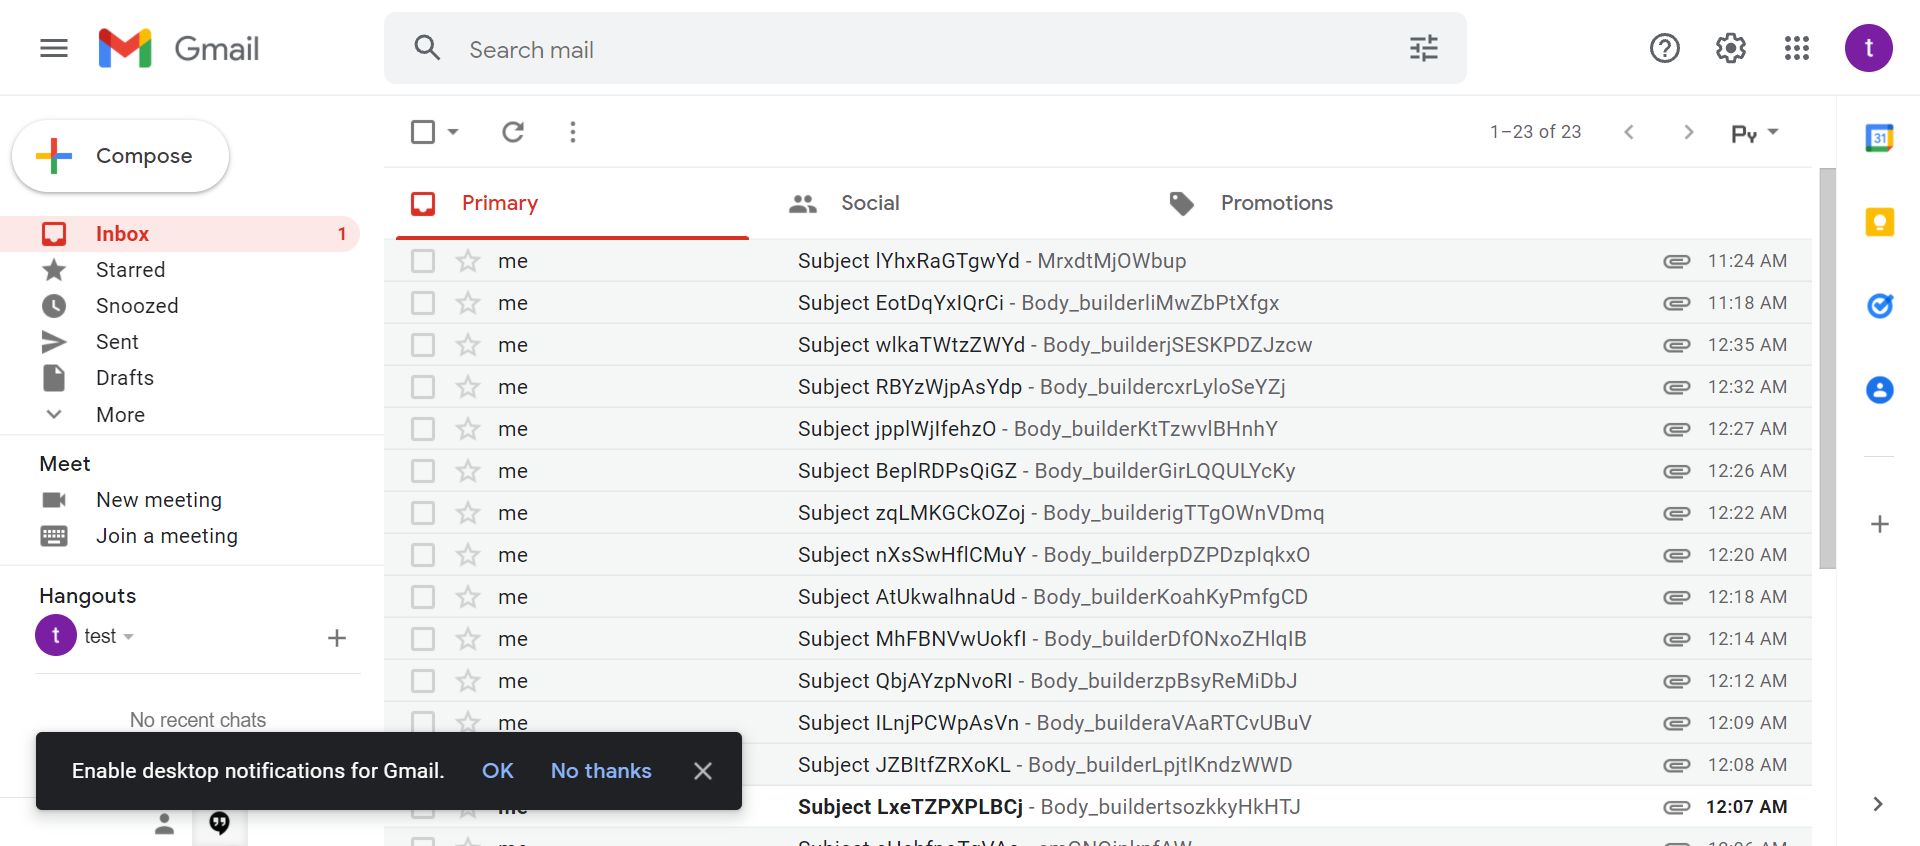 Gmail
Search mail
t
Compose
1–23 of 23
Py
31
Primary
Social
Promotions
Inbox 1
Starred
Snoozed
Sent
Drafts
More
Meet
New meeting
Join a meeting
Hangouts
t test
No recent chats
me Subject lYhxRaGTgwYd - MrxdtMjOWbup 11:24 AM
me Subject EotDqYxIQrCi - Body_builderliMwZbPtXfgx 11:18 AM
me Subject wlkaTWtzZWYd - Body_builderjSESKPDZJzcw 12:35 AM
me Subject RBYzWjpAsYdp - Body_buildercxrLyloSeYZj 12:32 AM
me Subject jpplWjIfehzO - Body_builderKtTzwvlBHnhY 12:27 AM
me Subject BeplRDPsQiGZ - Body_builderGirLQQULYcKy 12:26 AM
me Subject zqLMKGCkOZoj - Body_builderigTTgOWnVDmq 12:22 AM
me Subject nXsSwHflCMuY - Body_builderpDZPDzpIqkxO 12:20 AM
me Subject AtUkwalhnaUd - Body_builderKoahKyPmfgCD 12:18 AM
me Subject MhFBNVwUokfI - Body_builderDfONxoZHlqIB 12:14 AM
me Subject QbjAYzpNvoRI - Body_builderzpBsyReMiDbJ 12:12 AM
me Subject ILnjPCWpAsVn - Body_builderaVAaRTCvUBuV 12:09 AM
Subject JZBItfZRXoKL - Body_builderLpjtlKndzWWD 12:08 AM
me Subject LxeTZPXPLBCj - Body_buildertsozkkyHkHTJ 12:07 AM
Enable desktop notifications for Gmail. OK No thanks